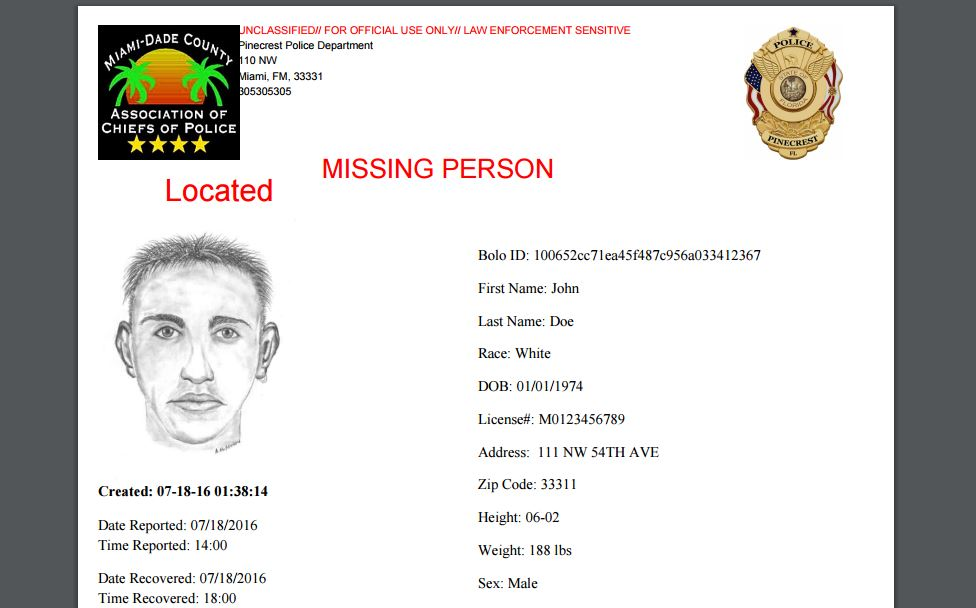 MIAMI-DADE COUNTY
ASSOCIATION OF
CHIEFS OF POLICE
UNCLASSIFIED// FOR OFFICIAL USE ONLY// LAW ENFORCEMENT SENSITIVE
Pinecrest Police Department
110 NW
Miami, FM, 33331
305305305
POLICE
STATE OF
FLORIDA
PINECREST
FL
MISSING PERSON
Located
Created: 07-18-16 01:38:14
Date Reported: 07/18/2016
Time Reported: 14:00
Date Recovered: 07/18/2016
Time Recovered: 18:00
Bolo ID: 100652cc71ea45f487c956a033412367
First Name: John
Last Name: Doe
Race: White
DOB: 01/01/1974
License#: M0123456789
Address: 111 NW 54TH AVE
Zip Code: 33311
Height: 06-02
Weight: 188 lbs
Sex: Male